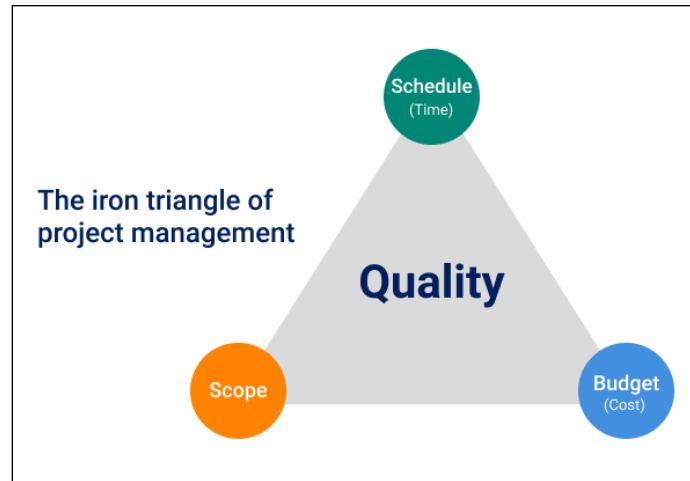 Schedule
(Time)
The iron triangle of
project management
Quality
Scope
Budget
(Cost)